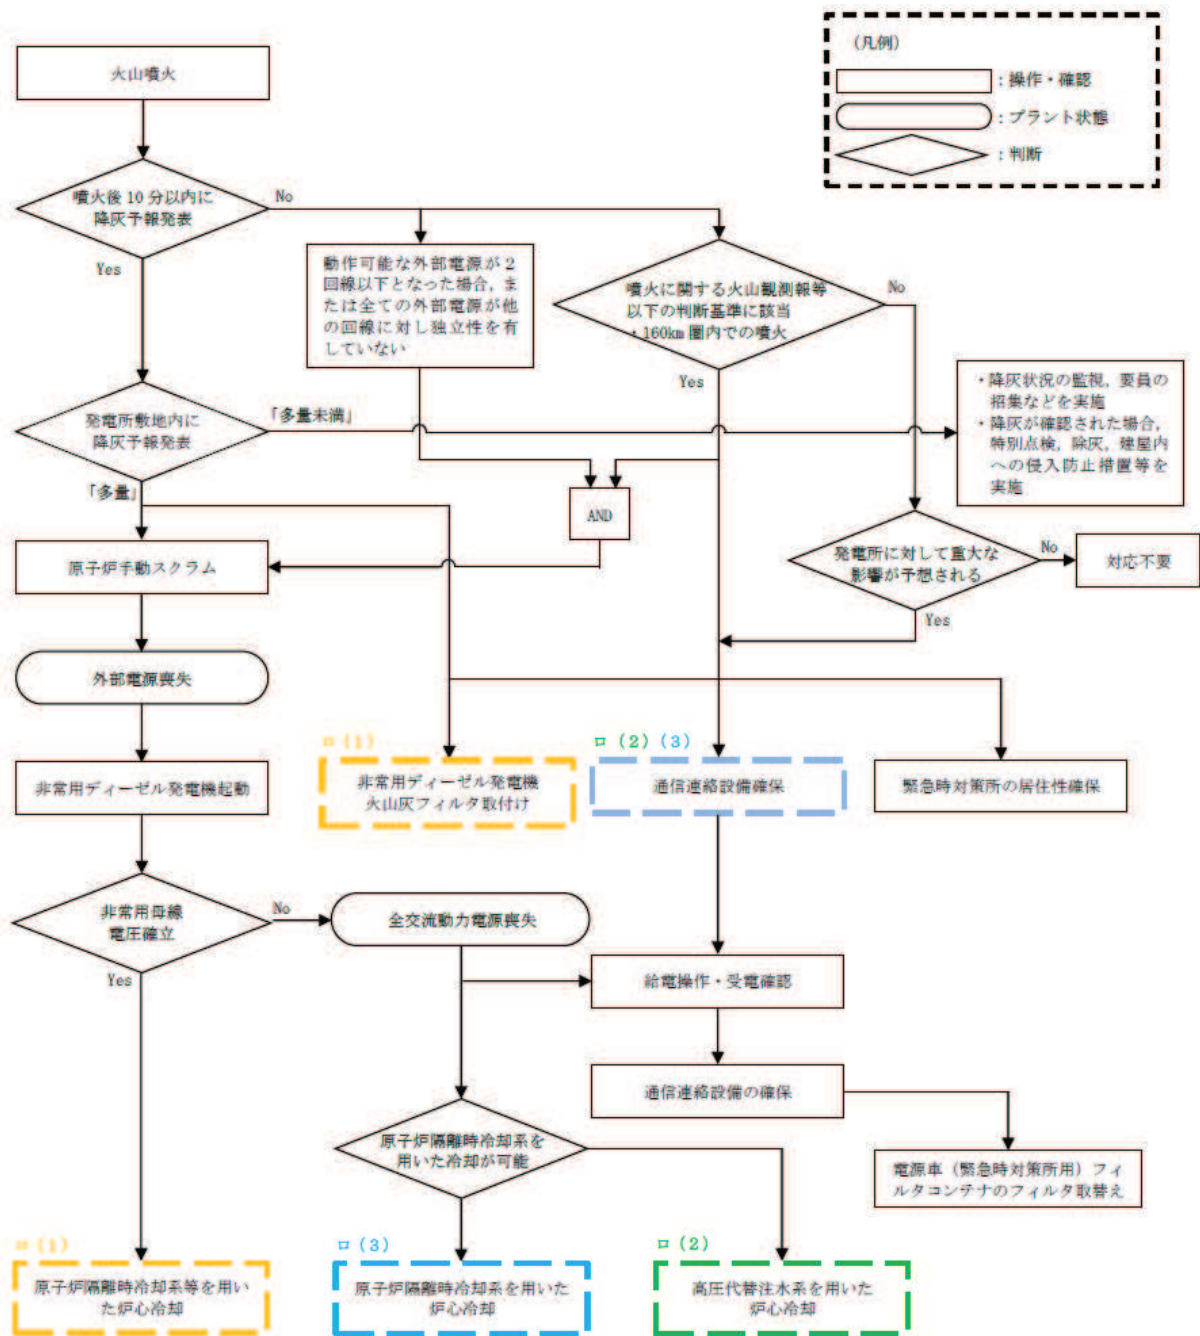 火山噴火
(凡例)
：操作・確認
：プラント状態
：判断
噴火後 10 分以内に
降灰予報発表
No
Yes
動作可能な外部電源が 2
回線以下となった場合，ま
たは全ての外部電源が他
の回線に対し独立性を有
していない
噴火に関する火山観測報等
以下の判断基準に該当
・160km 圏内での噴火
No
Yes
発電所敷地内に
降灰予報発表
「多量未満」
「多量」
・降灰状況の監視，要員の
招集などを実施
・降灰が確認された場合，
特別点検，除灰，建屋内
への侵入防止措置等を
実施
AND
原子炉手動スクラム
発電所に対して重大な
影響が予想される
No
Yes
対応不要
外部電源喪失
ロ (1)
ロ (2) (3)
非常用ディーゼル発電機起動
非常用ディーゼル発電機
火山灰フィルタ取付け
通信連絡設備確保
緊急時対策所の居住性確保
非常用母線
電圧確立
No
Yes
全交流動力電源喪失
給電操作・受電確認
通信連絡設備の確保
原子炉隔離時冷却系を
用いた冷却が可能
電源車（緊急時対策所用）フィ
ルタコンテナのフィルタ取替え
ロ (1)
ロ (3)
ロ (2)
原子炉隔離時冷却系等を用い
た炉心冷却
原子炉隔離時冷却系を用いた
炉心冷却
高圧代替注水系を用いた
炉心冷却